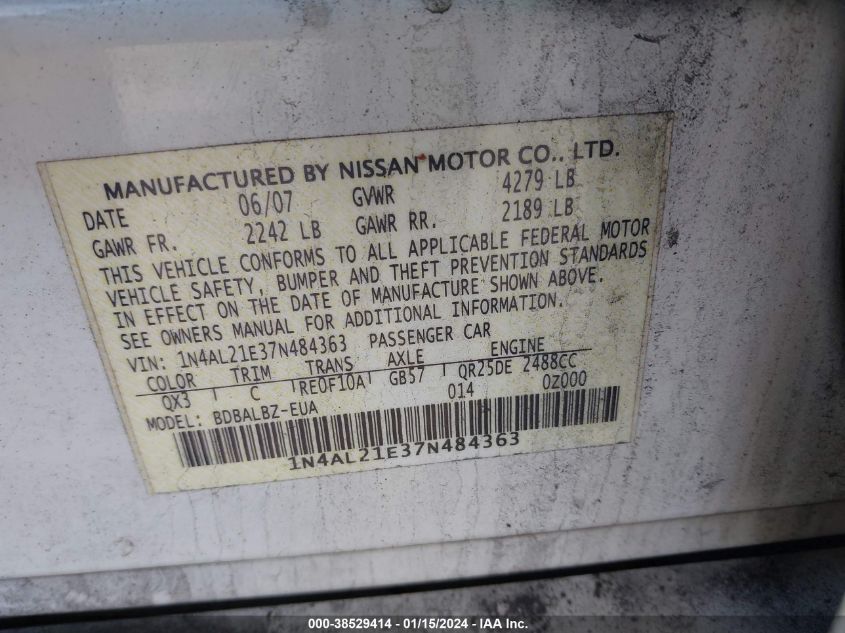 MANUFACTURED BY NISSAN MOTOR CO., LTD.
DATE 06/07 GVWR 4279 LB
GAWR FR. 2242 LB GAWR RR. 2189 LB
THIS VEHICLE CONFORMS TO ALL APPLICABLE FEDERAL MOTOR
VEHICLE SAFETY, BUMPER AND THEFT PREVENTION STANDARDS
IN EFFECT ON THE DATE OF MANUFACTURE SHOWN ABOVE.
SEE OWNERS MANUAL FOR ADDITIONAL INFORMATION.
VIN: 1N4AL21E37N484363 PASSENGER CAR
COLOR TRIM TRANS AXLE ENGINE
QX3 C RE0F10A GB57 QR25DE 2488CC
MODEL: BDBALBZ-EUA 014 0Z000
1N4AL21E37N484363
000-38529414 - 01/15/2024 - IAA Inc.